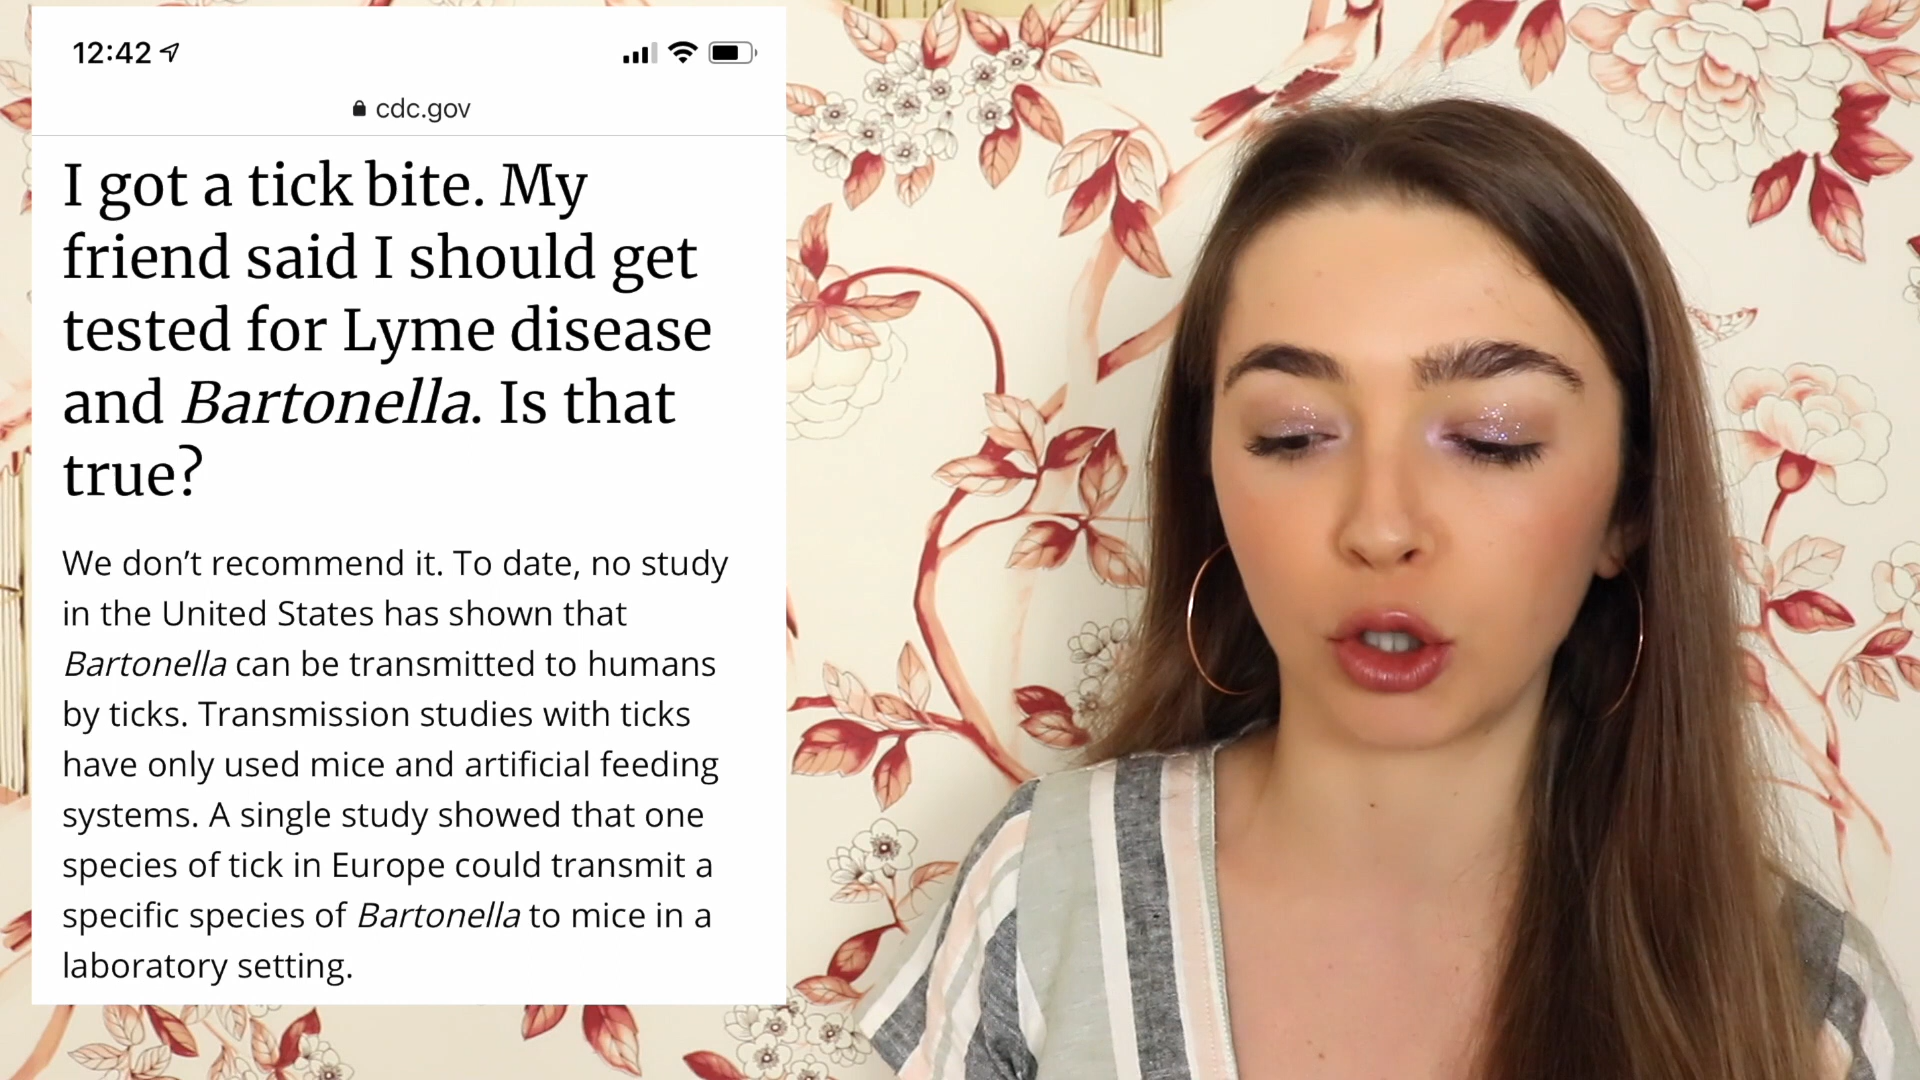 12:42
cdc.gov
I got a tick bite. My
friend said I should get
tested for Lyme disease
and Bartonella. Is that
true?
We don’t recommend it. To date, no study
in the United States has shown that
Bartonella can be transmitted to humans
by ticks. Transmission studies with ticks
have only used mice and artificial feeding
systems. A single study showed that one
species of tick in Europe could transmit a
specific species of Bartonella to mice in a
laboratory setting.